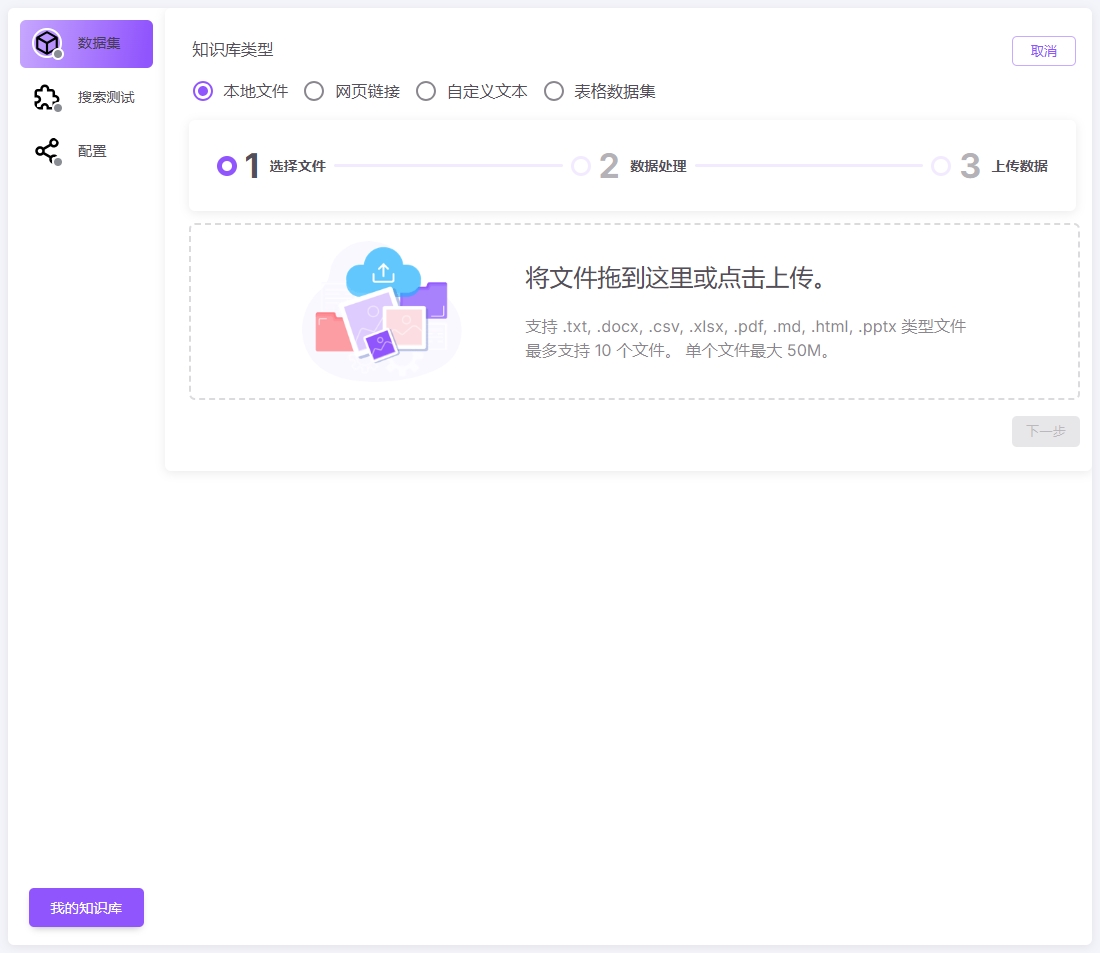 数据集
搜索测试
配置
我的知识库
知识库类型
取消
本地文件 网页链接 自定义文本 表格数据集
1 选择文件 2 数据处理 3 上传数据
将文件拖到这里或点击上传。
支持 .txt, .docx, .csv, .xlsx, .pdf, .md, .html, .pptx 类型文件
最多支持 10 个文件。 单个文件最大 50M。
下一步